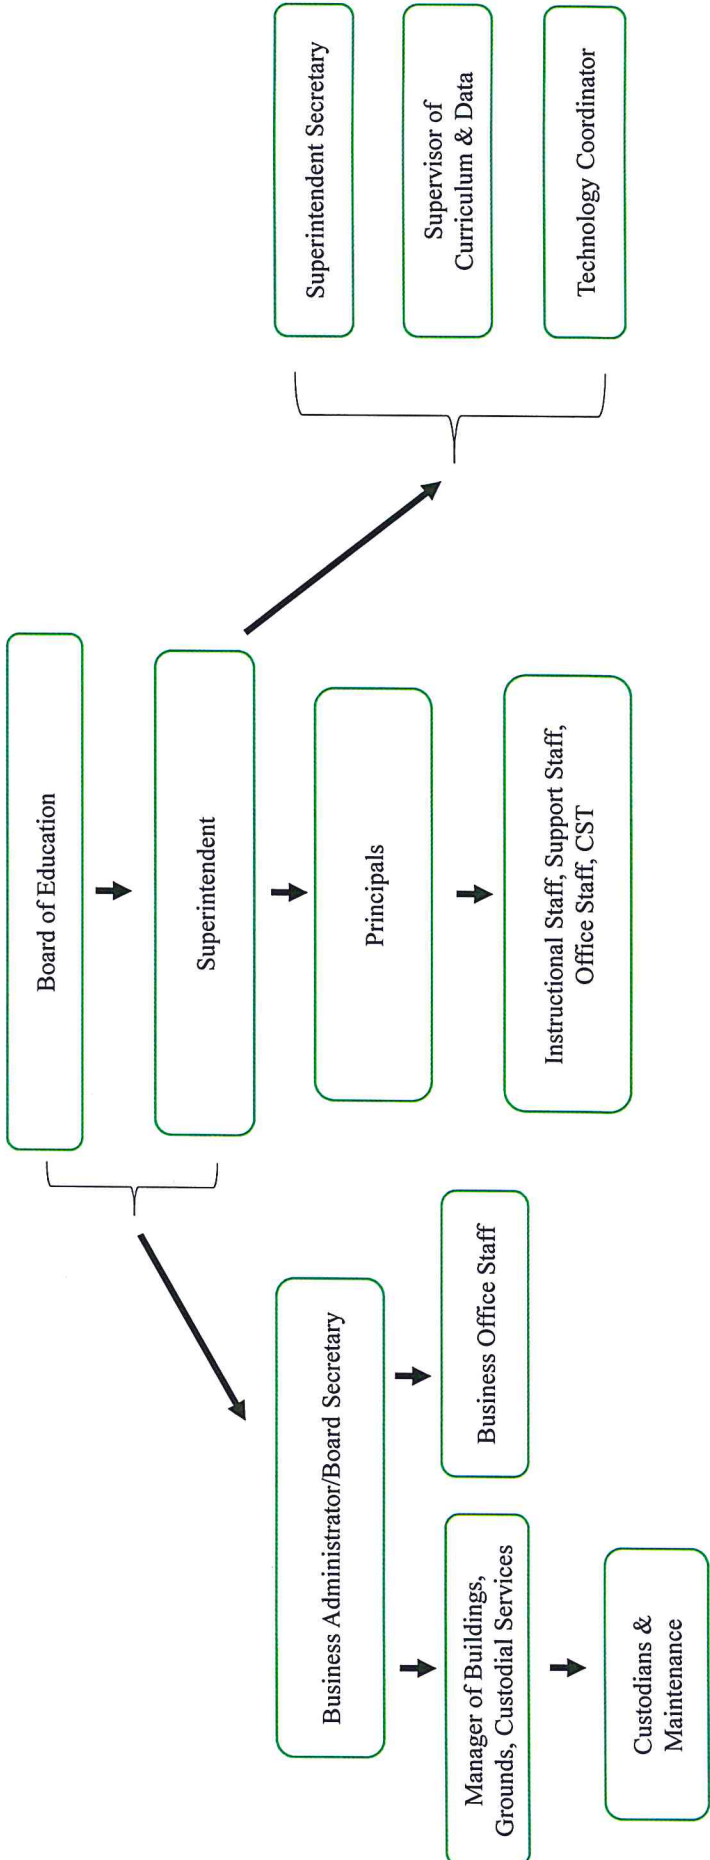 Board of Education
Superintendent
Principals
Instructional Staff, Support Staff,
Office Staff, CST
Business Administrator/Board Secretary
Manager of Buildings,
Grounds, Custodial Services
Business Office Staff
Custodians &
Maintenance
Superintendent Secretary
Supervisor of
Curriculum & Data
Technology Coordinator